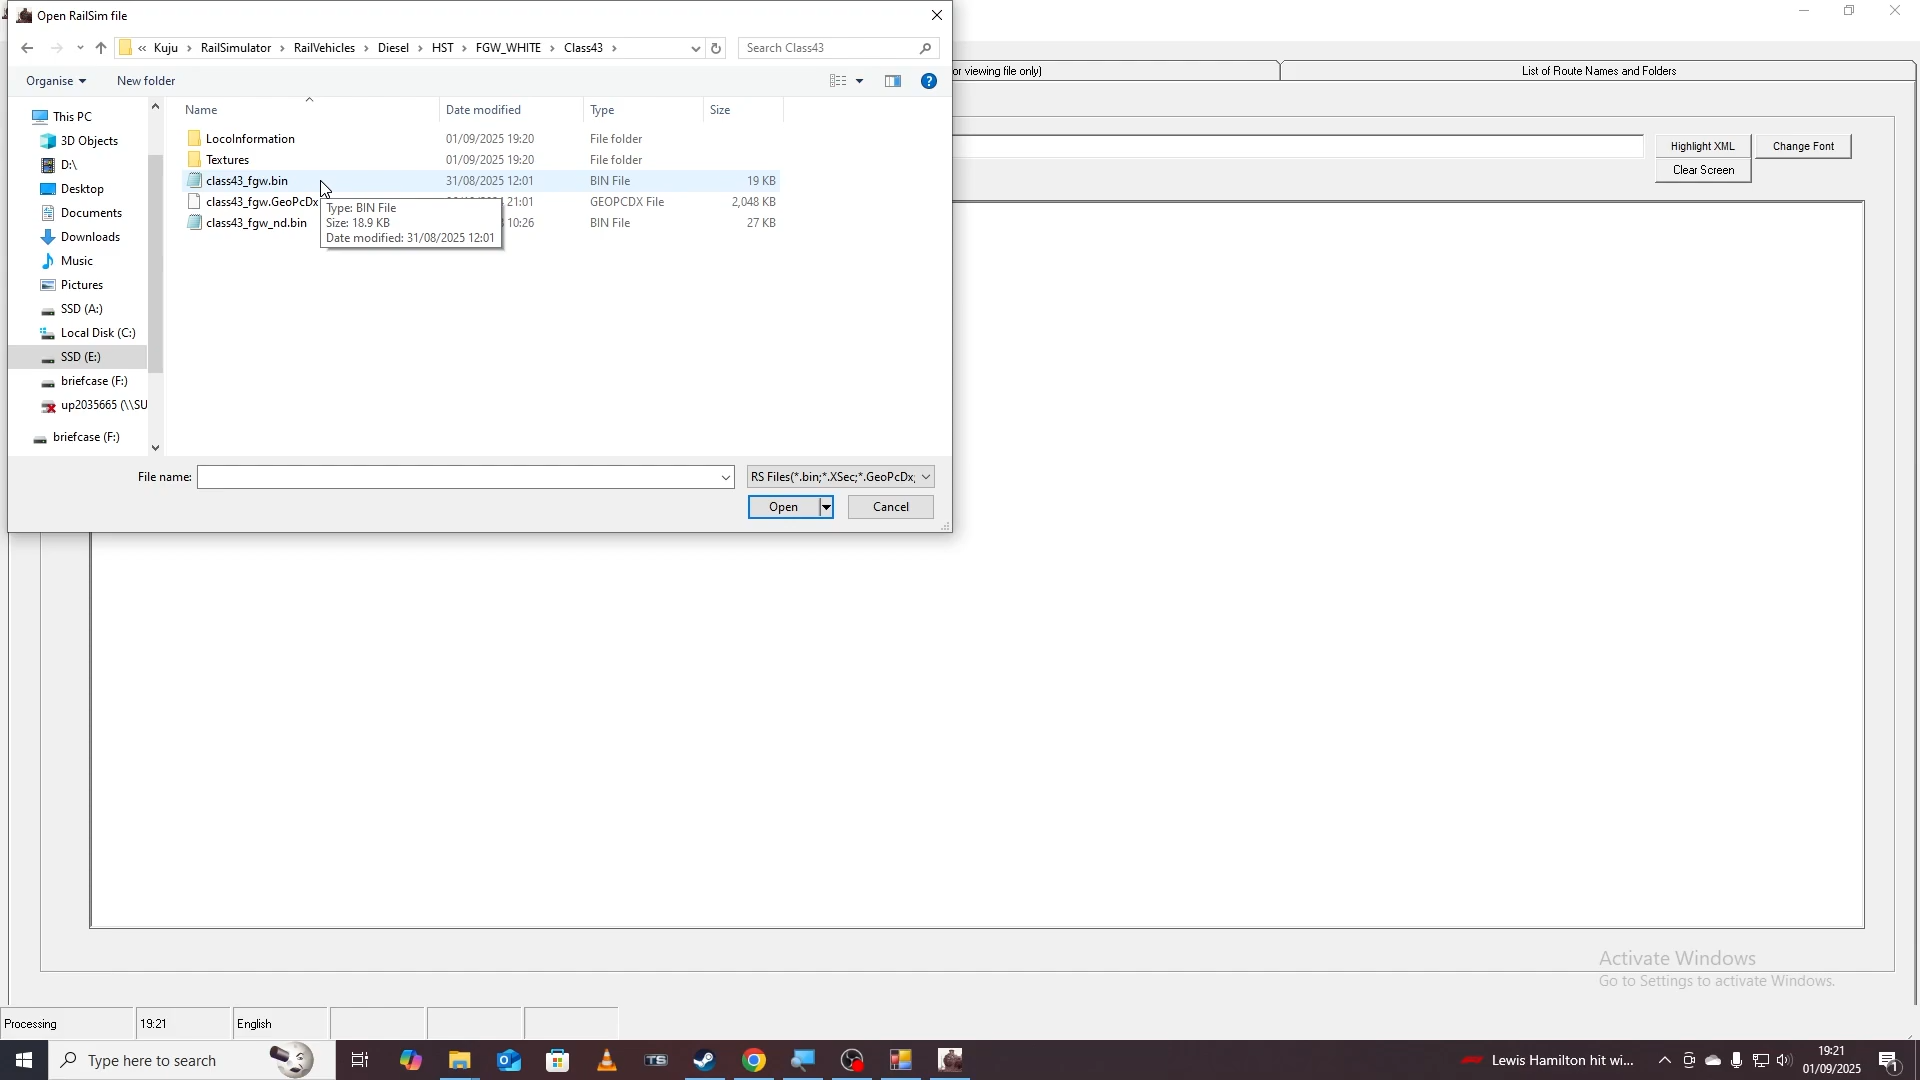 Open RailSim file
« Kuju › RailSimulator › RailVehicles › Diesel › HST › FGW_WHITE › Class43 ›
Search Class43
or viewing file only)
List of Route Names and Folders
Organise
New folder
Name
Date modified
Type
Size
This PC
3D Objects
D:\
Desktop
Documents
Downloads
Music
Pictures
SSD (A:)
Local Disk (C:)
SSD (E:)
briefcase (F:)
up2035665 (\\SU
briefcase (F:)
LocoInformation 01/09/2025 19:20 File folder
Textures 01/09/2025 19:20 File folder
class43_fgw.bin 31/08/2025 12:01 BIN File 19 KB
class43_fgw.GeoPcDx 21:01 GEOPCDX File 2,048 KB
class43_fgw_nd.bin 10:26 BIN File 27 KB
Type: BIN File
Size: 18.9 KB
Date modified: 31/08/2025 12:01
File name:
RS Files(*.bin;*.XSec;*.GeoPcDx;
Open
Cancel
Highlight XML
Change Font
Clear Screen
Activate Windows
Go to Settings to activate Windows.
Processing
19:21
English
Type here to search
TS
Lewis Hamilton hit wi...
19:21
01/09/2025
1